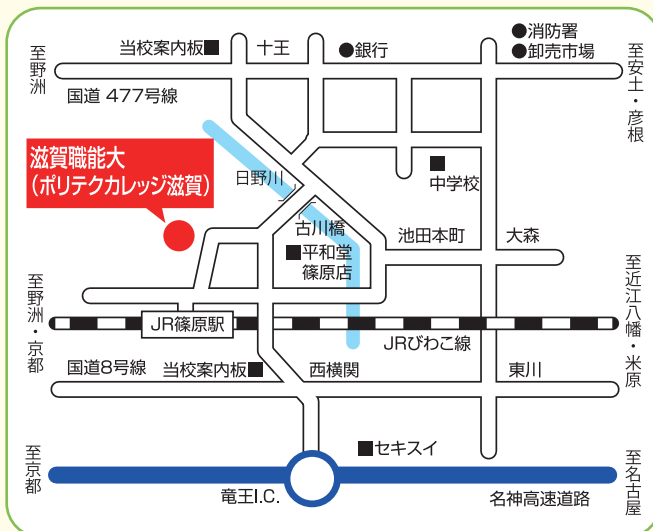 ●消防署
当校案内板■
十王
●銀行
●卸売市場
至野洲
至安土・彦根
国道 477号線
滋賀職能大
(ポリテクカレッジ滋賀)
■
中学校
日野川
古川橋
池田本町
大森
■平和堂
篠原店
至野洲・京都
至近江八幡・米原
JR篠原駅
JRびわこ線
国道8号線
当校案内板■
西横関
東川
■セキスイ
至京都
至名古屋
竜王I.C.
名神高速道路